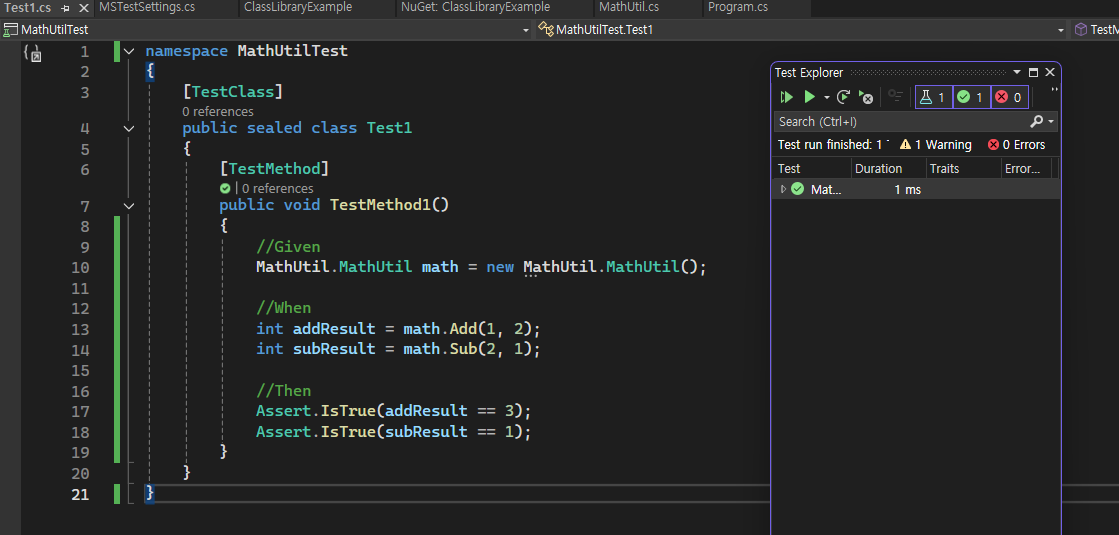 Test1.cs
MSTestSettings.cs
ClassLibraryExample
NuGet: ClassLibraryExample
MathUtil.cs
Program.cs
MathUtilTest
MathUtilTest.Test1
TestM
1 namespace MathUtilTest
2 {
3 [TestClass]
0 references
4 public sealed class Test1
5 {
6 [TestMethod]
| 0 references
7 public void TestMethod1()
8 {
9 //Given
10 MathUtil.MathUtil math = new MathUtil.MathUtil();
11
12 //When
13 int addResult = math.Add(1, 2);
14 int subResult = math.Sub(2, 1);
15
16 //Then
17 Assert.IsTrue(addResult == 3);
18 Assert.IsTrue(subResult == 1);
19 }
20 }
21 }
Test Explorer
1 1 0
Search (Ctrl+I)
Test run finished: 1 1 Warning 0 Errors
Test Duration Traits Error...
Mat... 1 ms